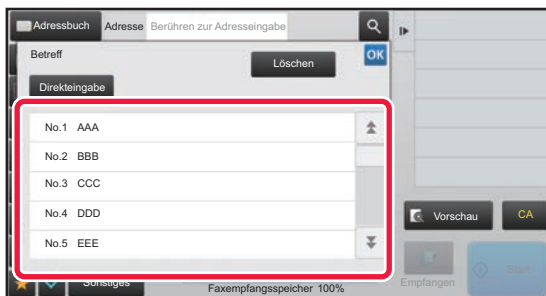 Adressbuch Adresse Berühren zur Adresseingabe
Betreff OK
Löschen
Direkteingabe
No.1 AAA
No.2 BBB
No.3 CCC
No.4 DDD
No.5 EEE
Vorschau CA
Sonstiges Faxempfangsspeicher 100% Empfangen Start